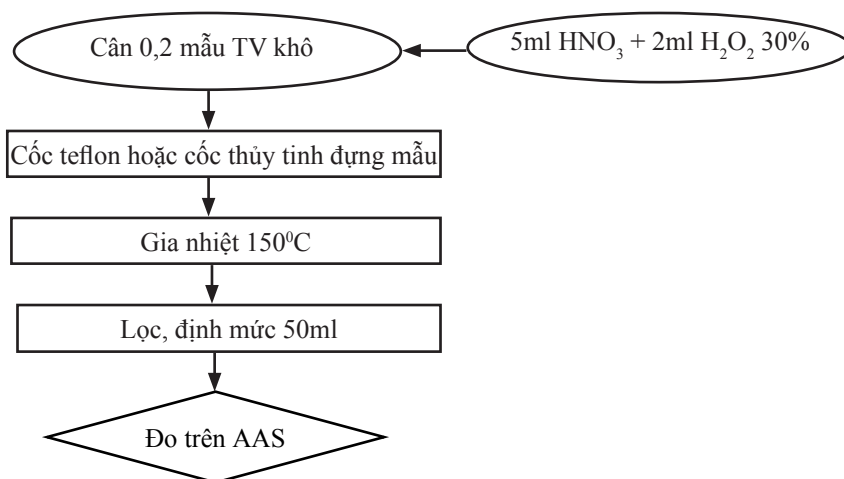 Cân 0,2 mẫu TV khô
5ml HNO₃ + 2ml H₂O₂ 30%
Cốc teflon hoặc cốc thủy tinh đựng mẫu
Gia nhiệt 150⁰C
Lọc, định mức 50ml
Đo trên AAS